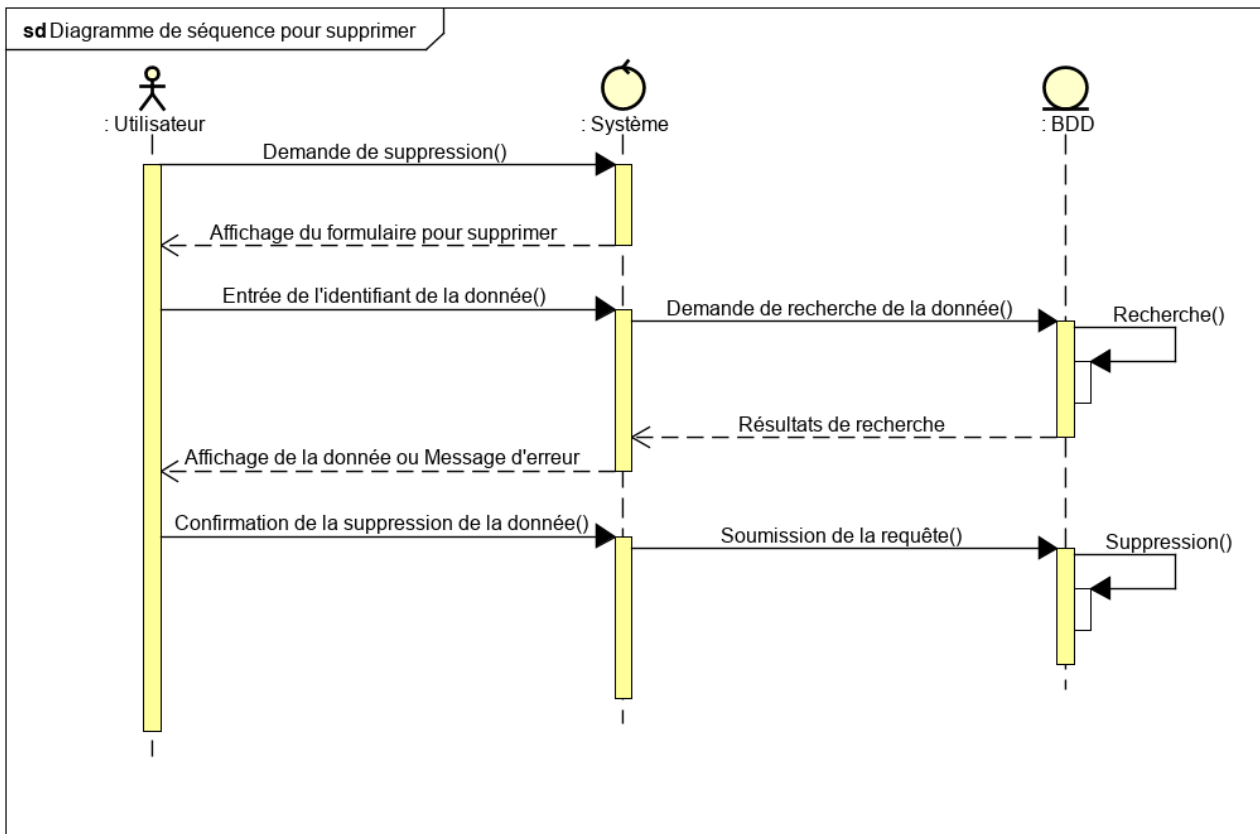 sd Diagramme de séquence pour supprimer
: Utilisateur
: Système
: BDD
Demande de suppression()
Affichage du formulaire pour supprimer
Entrée de l'identifiant de la donnée()
Demande de recherche de la donnée()
Recherche()
Résultats de recherche
Affichage de la donnée ou Message d'erreur
Confirmation de la suppression de la donnée()
Soumission de la requête()
Suppression()